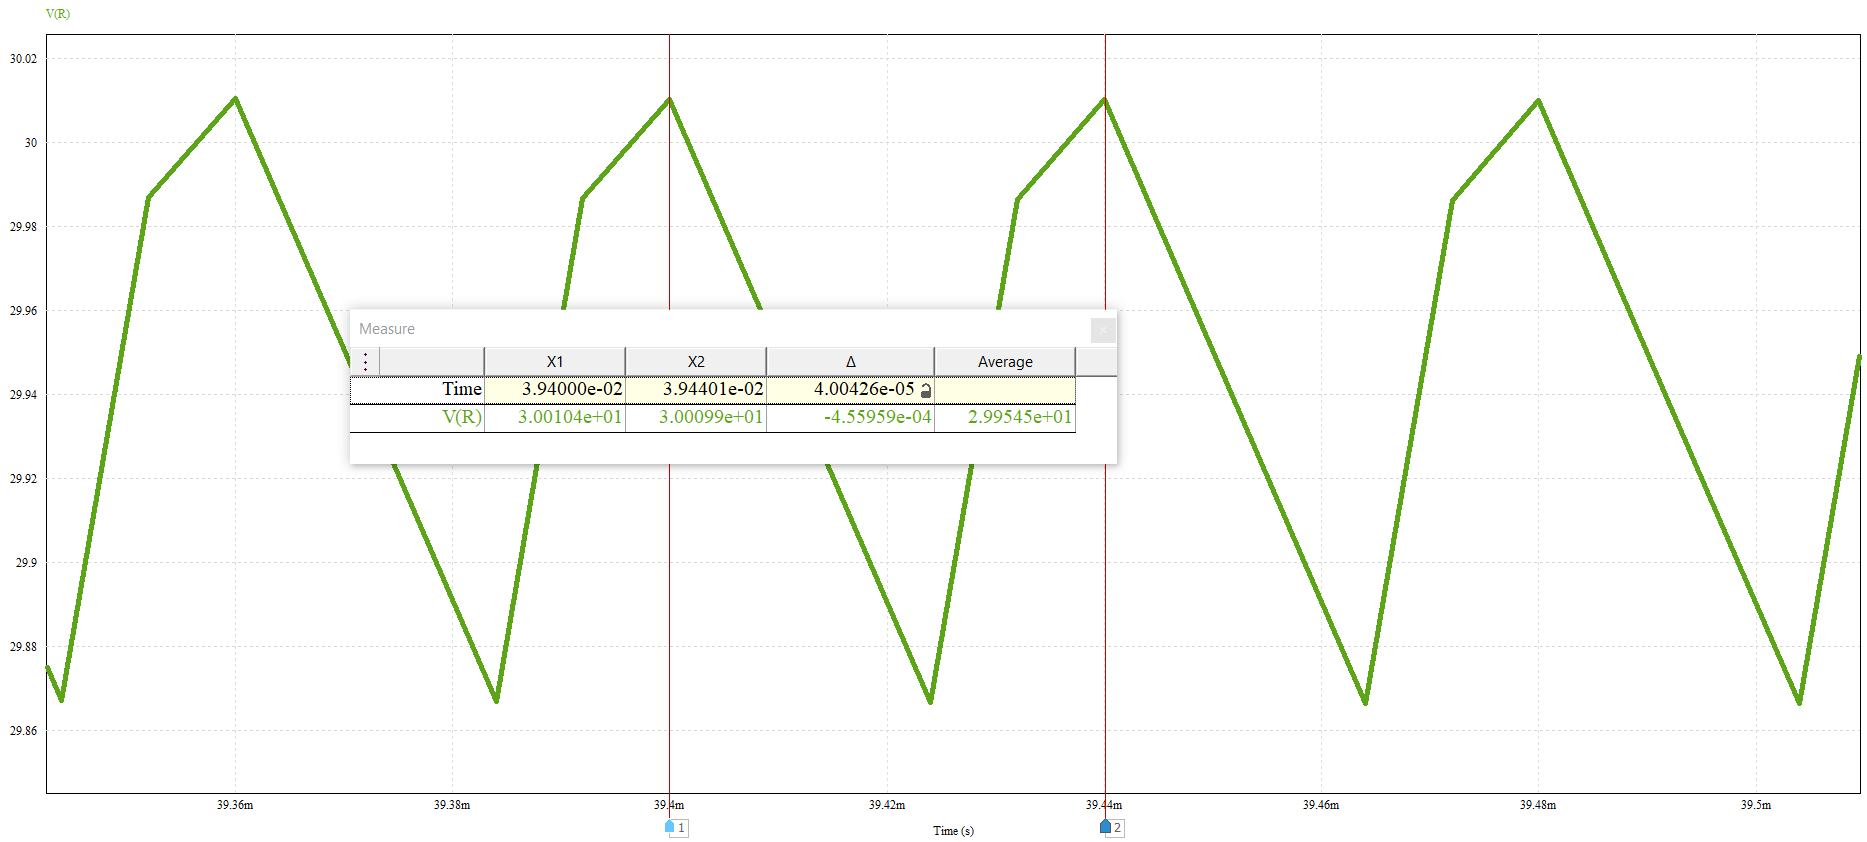 V(R)
30.02
30
29.98
29.96
29.94
29.92
29.9
29.88
29.86
Measure
X1 X2 Δ Average
Time 3.94000e-02 3.94401e-02 4.00426e-05
V(R) 3.00104e+01 3.00099e+01 -4.55959e-04 2.99545e+01
39.36m 39.38m 39.4m 39.42m 39.44m 39.46m 39.48m 39.5m
1 2
Time (s)